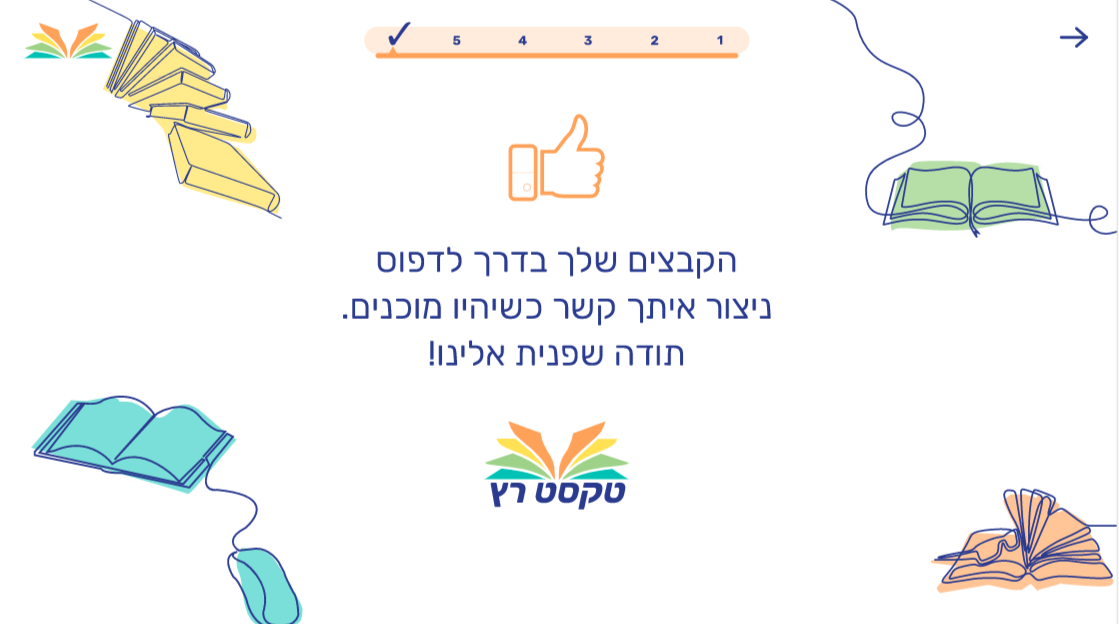 1 2 3 4 5 ✓
הקבצים שלך בדרך לדפוס
ניצור איתך קשר כשיהיו מוכנים.
תודה שפנית אלינו!
טקסט רץ